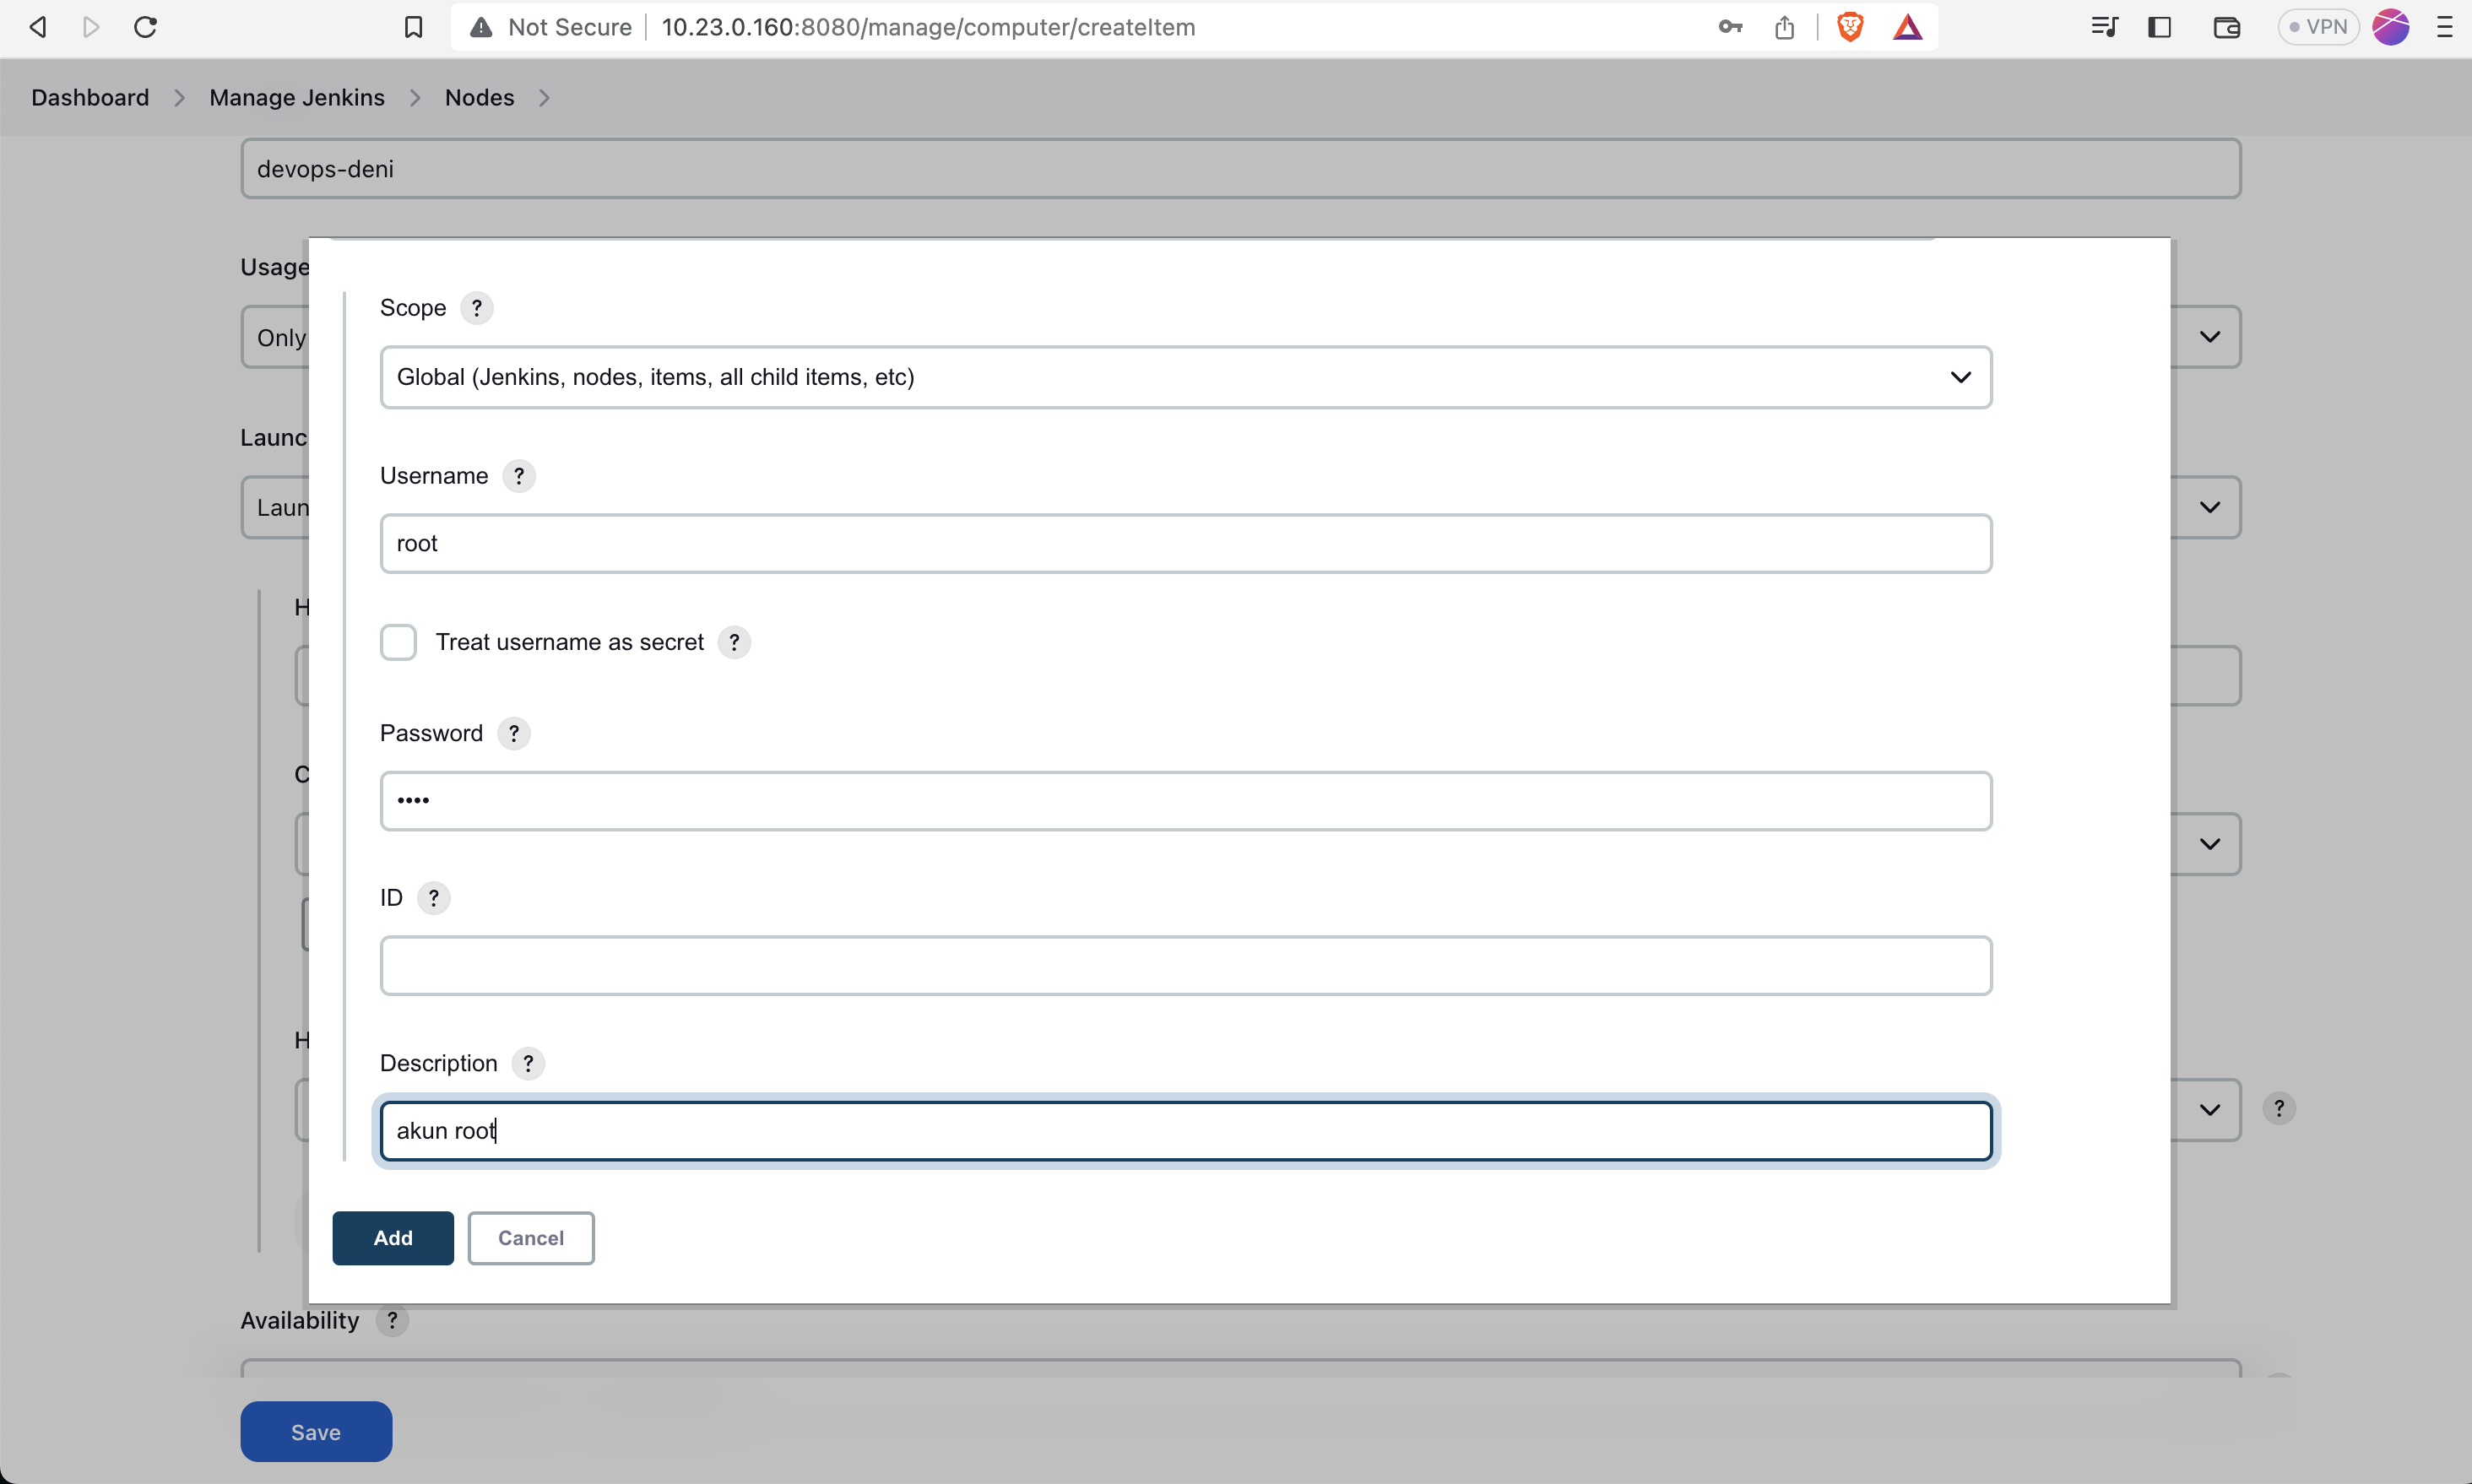 Not Secure 10.23.0.160:8080/manage/computer/createItem VPN
Dashboard Manage Jenkins Nodes
devops-deni
Usage
Scope ?
Only
Global (Jenkins, nodes, items, all child items, etc)
Launc
Username ?
Laun
root
H
Treat username as secret ?
Password ?
C
••••
ID ?
H
Description ?
?
akun root
Add Cancel
Availability ?
Save